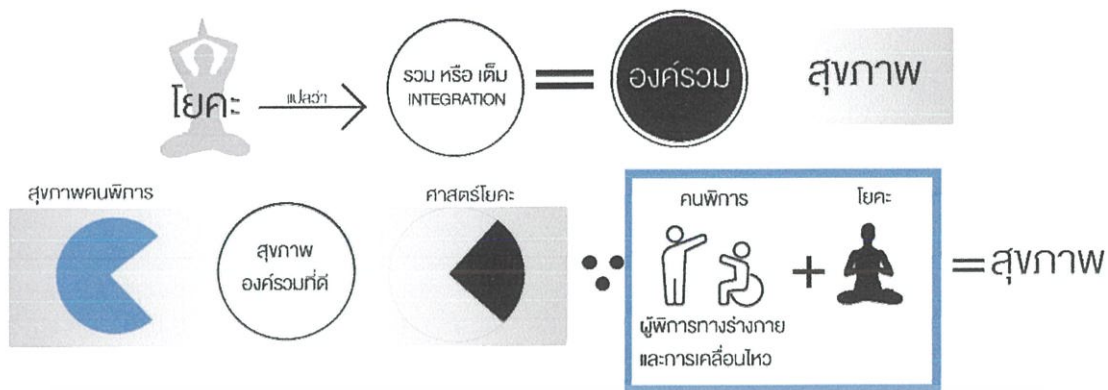 โยคะ
แปลว่า
รวม หรือ เต็ม
INTEGRATION
=
องค์รวม
สุขภาพ
สุขภาพคนพิการ
สุขภาพ
องค์รวมที่ดี
ศาสตร์โยคะ
คนพิการ
โยคะ
+
ผู้พิการทางร่างกาย
และการเคลื่อนไหว
=สุขภาพ